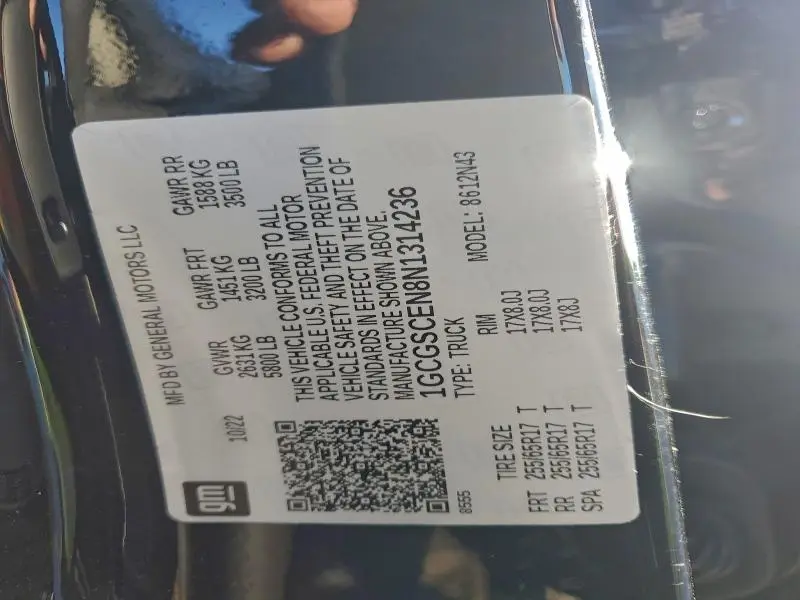 gm
MFD BY GENERAL MOTORS LLC
10/22
GVWR GAWR FRT GAWR RR
2631 KG 1451 KG 1588 KG
5800 LB 3200 LB 3500 LB
THIS VEHICLE CONFORMS TO ALL
APPLICABLE U.S. FEDERAL MOTOR
VEHICLE SAFETY AND THEFT PREVENTION
STANDARDS IN EFFECT ON THE DATE OF
MANUFACTURE SHOWN ABOVE.
1GCGSCEN8N1314236
8555
TYPE: TRUCK MODEL: 8612N43
TIRE SIZE RIM
FRT 255/65R17 T 17X8.0J
RR 255/65R17 T 17X8.0J
SPA 255/65R17 T 17X8J